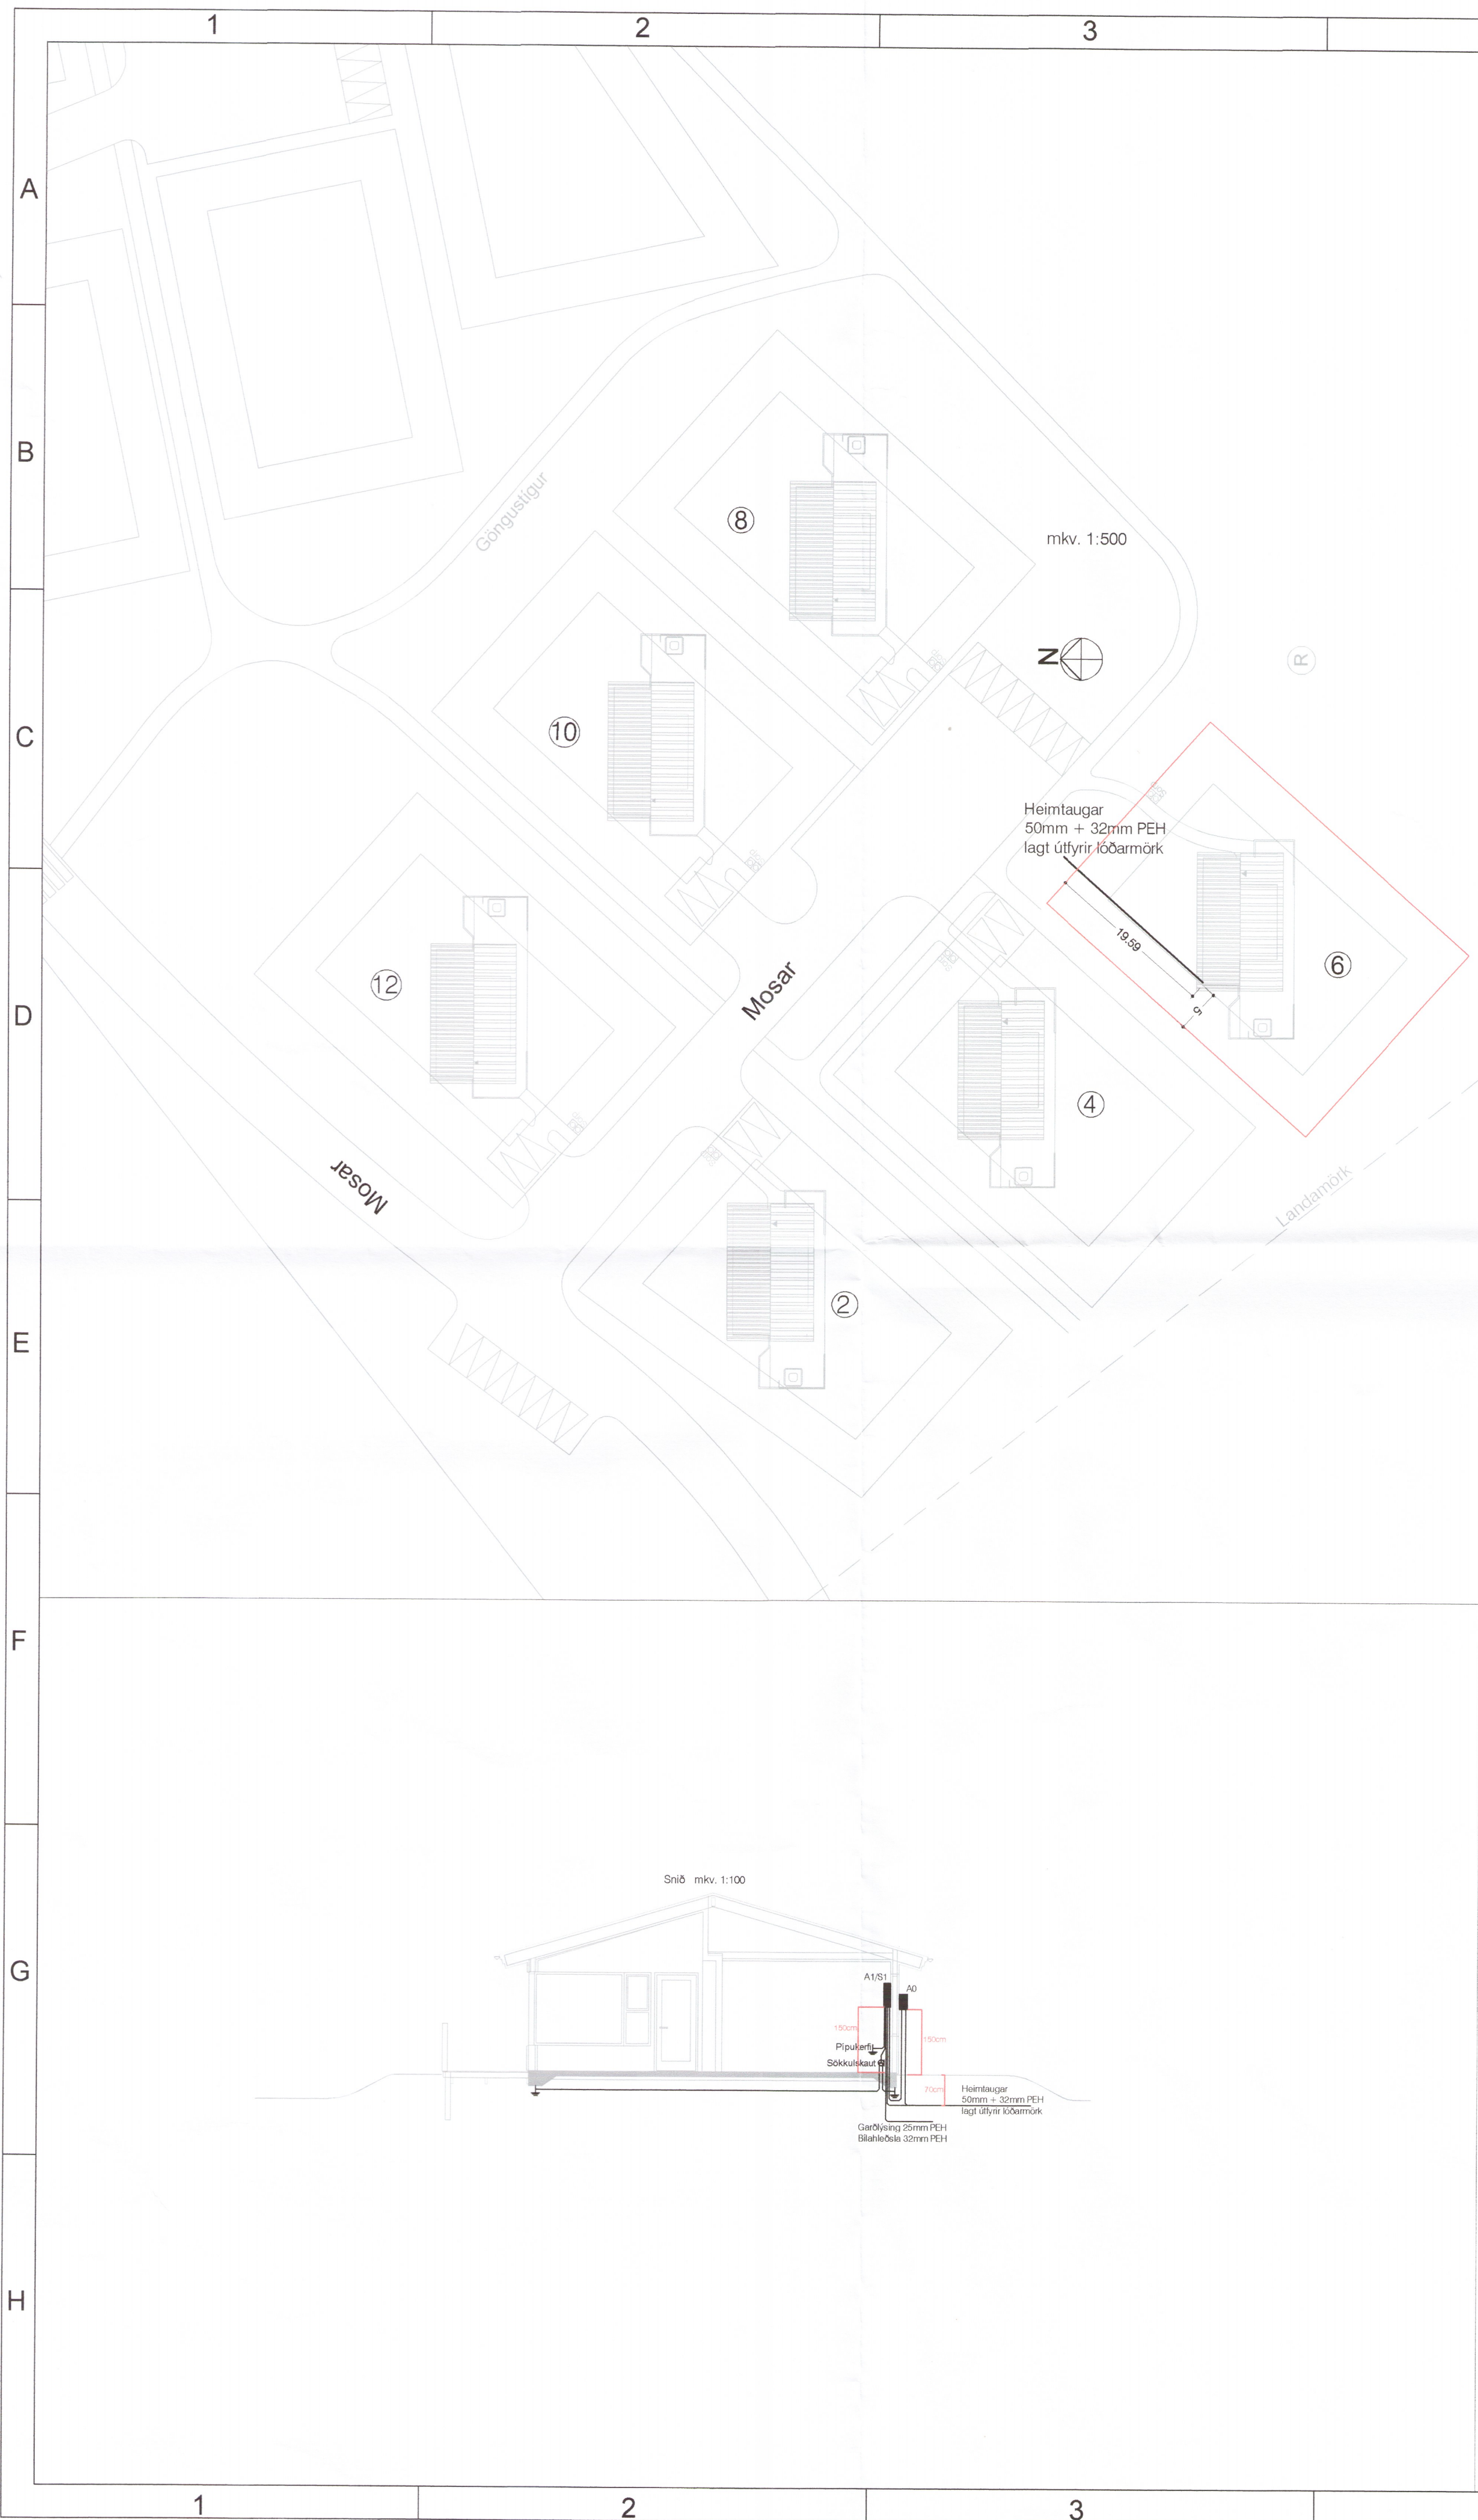 1
2
3
A
B
C
D
E
F
G
H
Göngustigur
8
mkv. 1:500
N
R
10
Heimtaugar
50mm + 32mm PEH
lagt útfyrir lóðarmörk
19.59
5
6
12
Mosar
4
Mosar
Landamörk
2
Snið mkv. 1:100
A1/S1
A0
150cm
150cm
Pípukerfi
Sökkulskaut
70cm
Heimtaugar
50mm + 32mm PEH
lagt útfyrir lóðarmörk
Garðlýsing 25mm PEH
Bílahleðsla 32mm PEH
1
2
3